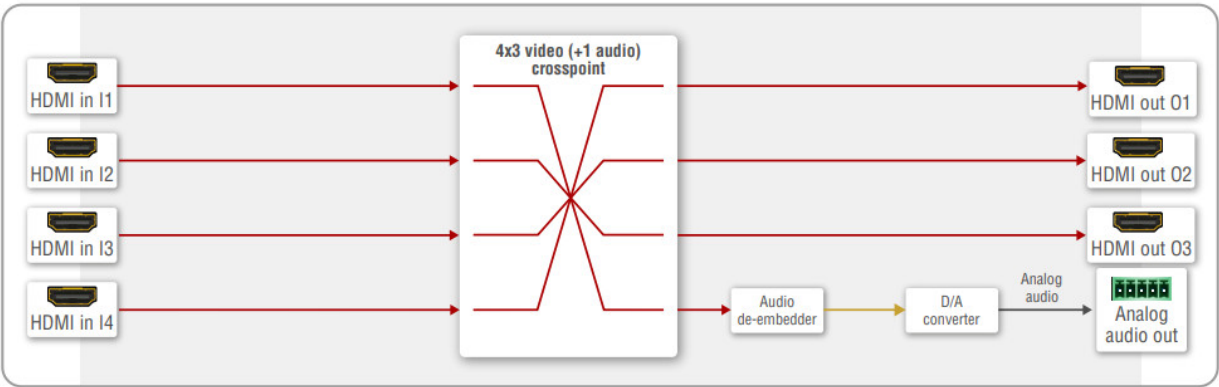 4x3 video (+1 audio)
crosspoint
HDMI in I1
HDMI out O1
HDMI in I2
HDMI out O2
HDMI in I3
HDMI out O3
HDMI in I4
Audio
de-embedder
D/A
converter
Analog
audio
Analog
audio out